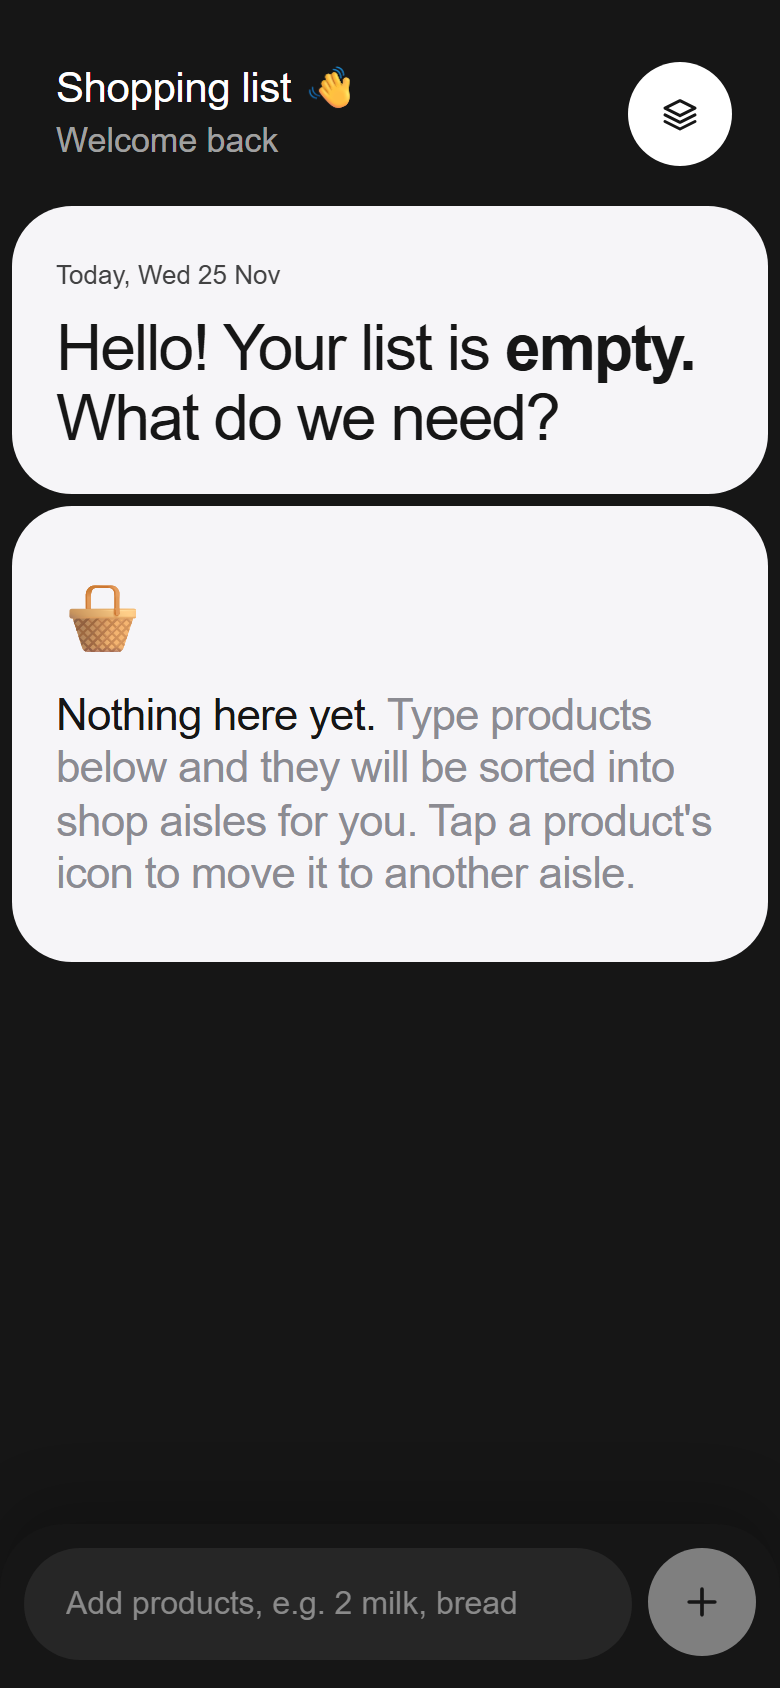 Shopping list 👋
Welcome back
Today, Wed 25 Nov
Hello! Your list is empty.
What do we need?
Nothing here yet. Type products
below and they will be sorted into
shop aisles for you. Tap a product's
icon to move it to another aisle.
Add products, e.g. 2 milk, bread